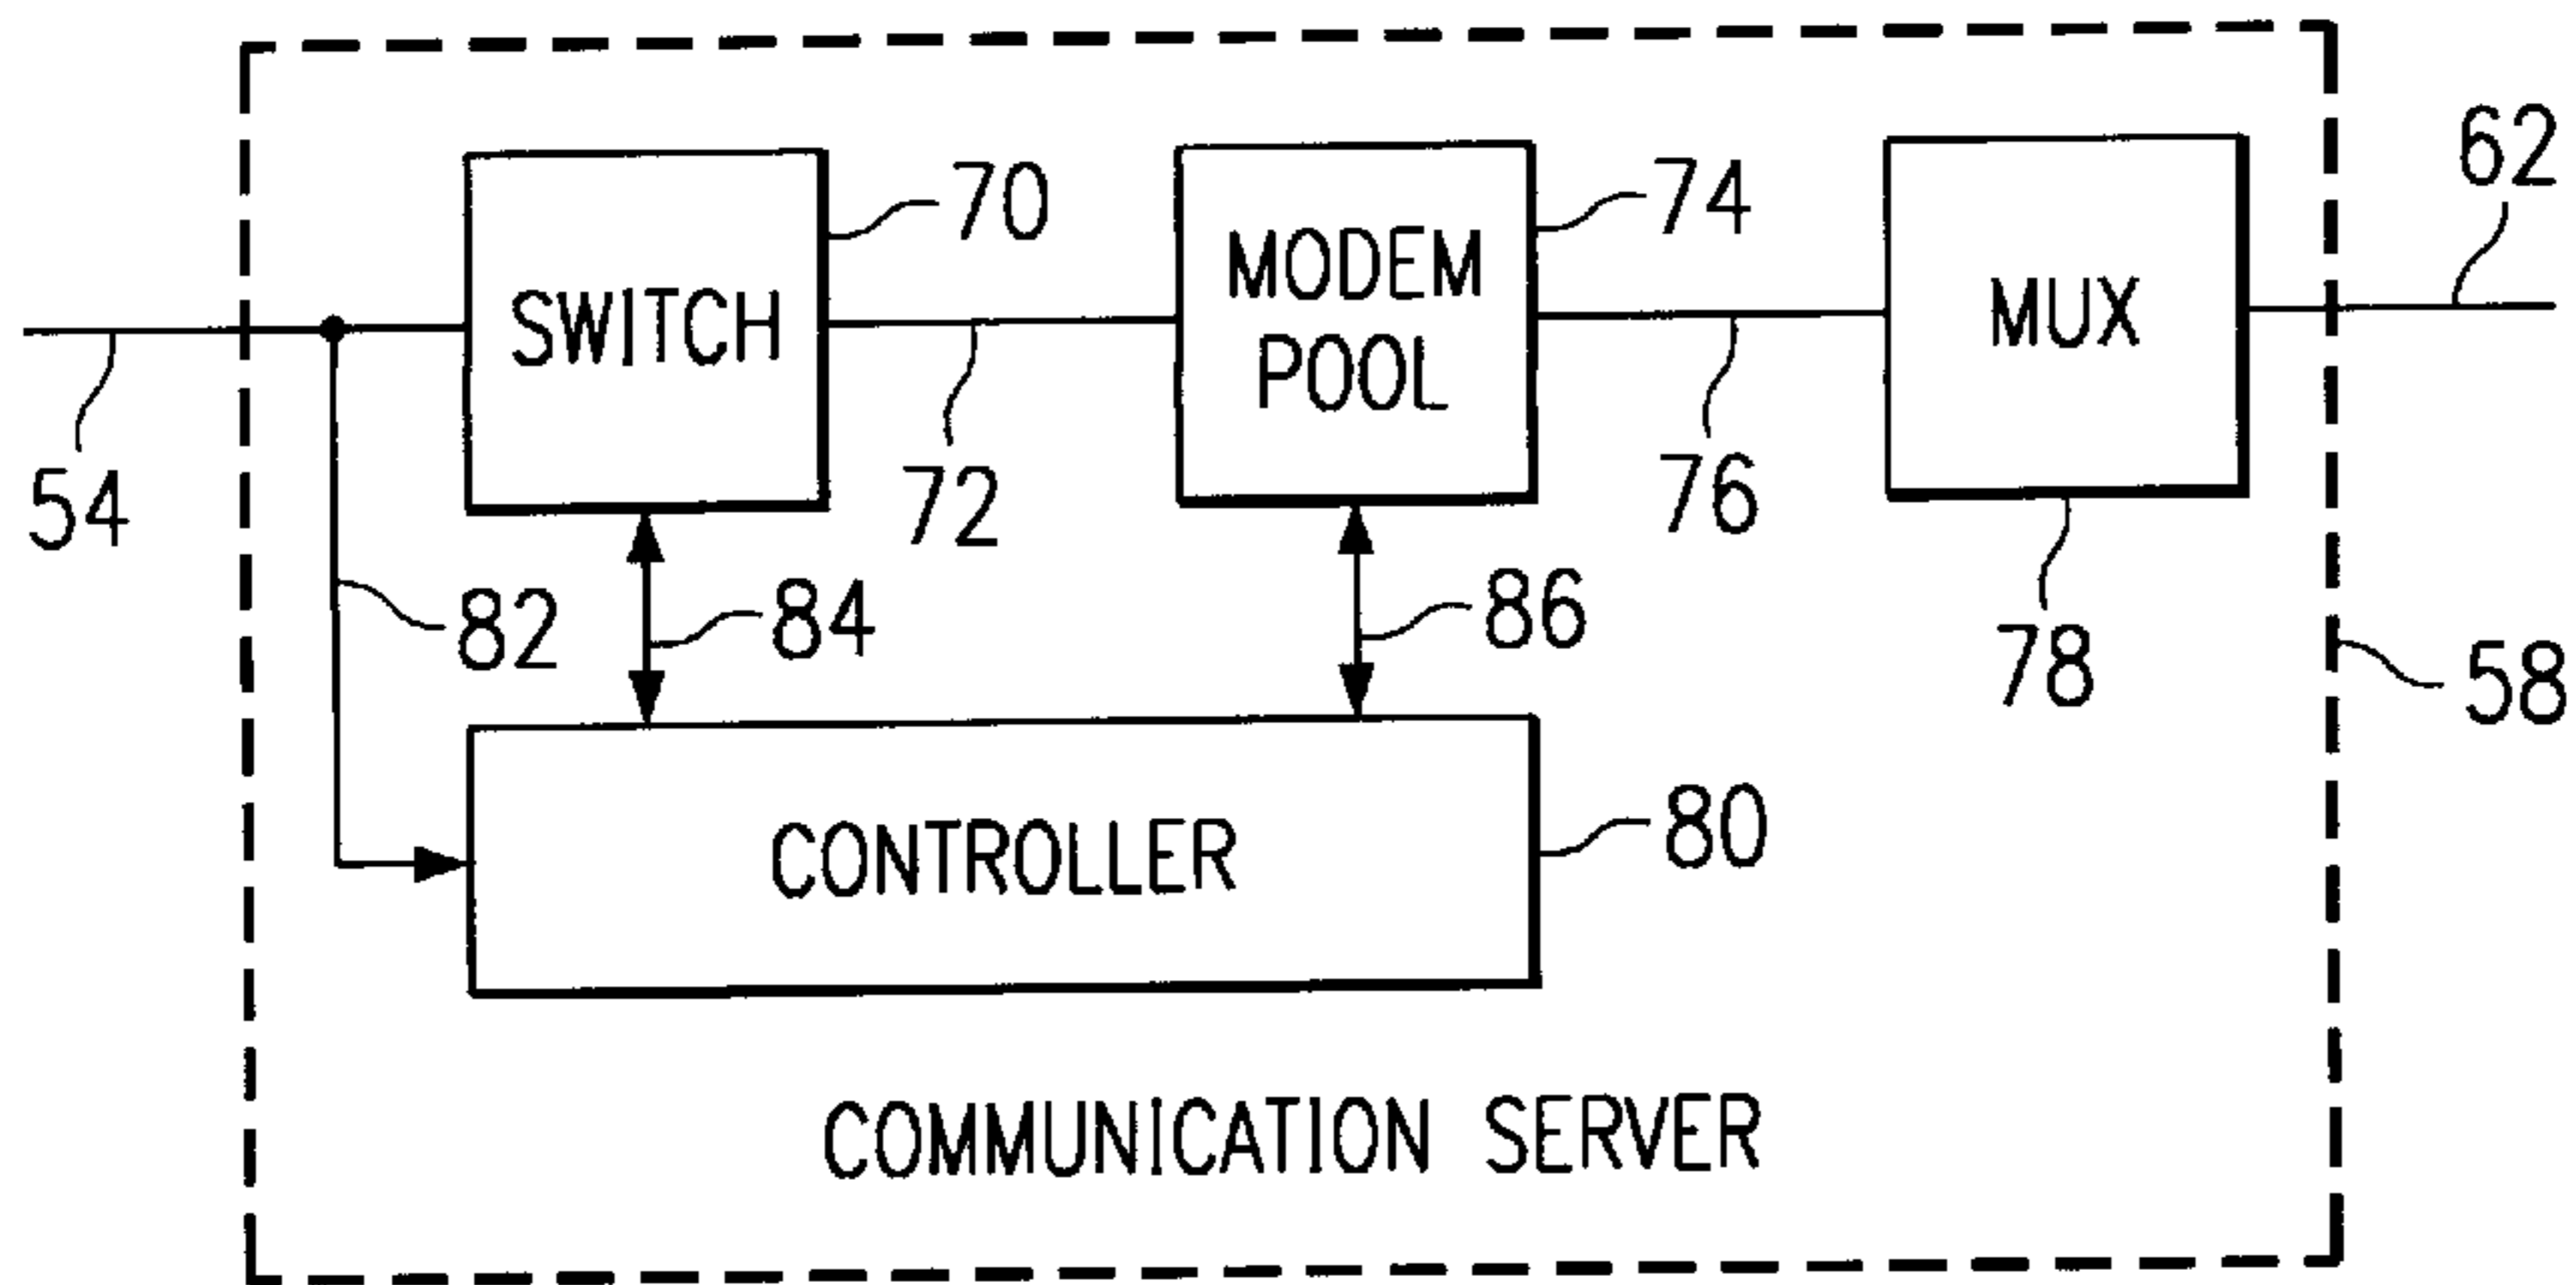 62
70
74
SWITCH
MODEM
POOL
MUX
54
72
76
82
84
86
78
58
CONTROLLER
80
COMMUNICATION SERVER